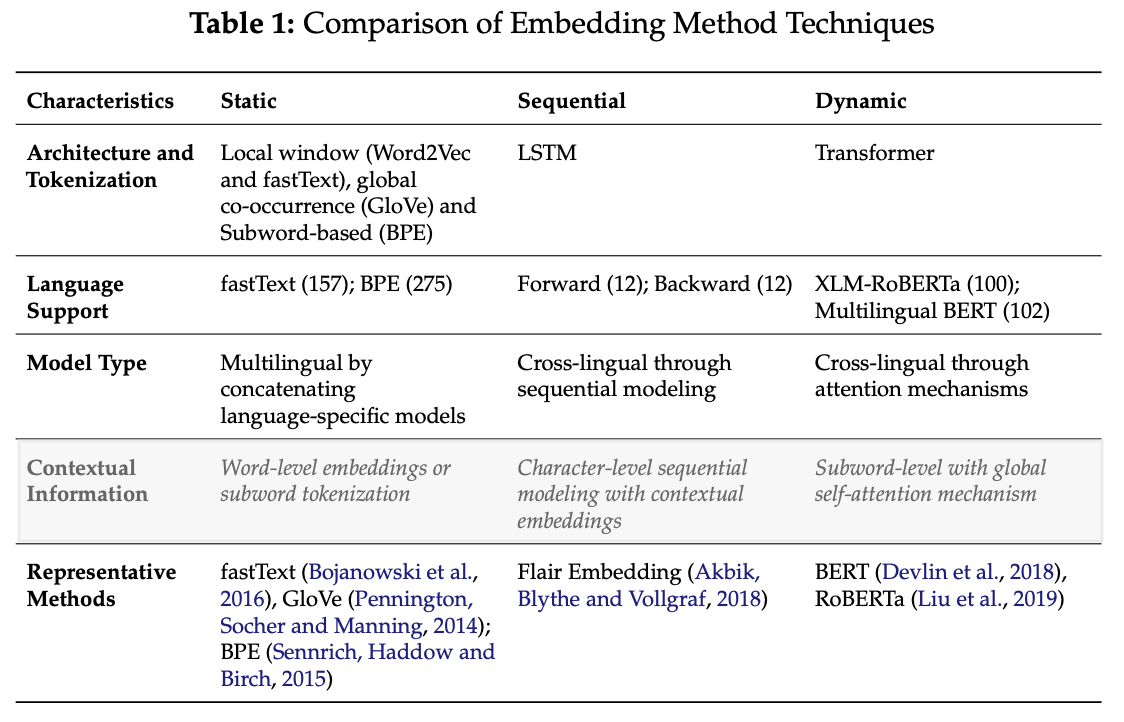 Table 1: Comparison of Embedding Method Techniques
Characteristics Static Sequential Dynamic
Architecture and Local window (Word2Vec LSTM Transformer
Tokenization and fastText), global
co-occurrence (GloVe) and
Subword-based (BPE)
Language fastText (157); BPE (275) Forward (12); Backward (12) XLM-RoBERTa (100);
Support Multilingual BERT (102)
Model Type Multilingual by Cross-lingual through Cross-lingual through
concatenating sequential modeling attention mechanisms
language-specific models
Contextual Word-level embeddings or Character-level sequential Subword-level with global
Information subword tokenization modeling with contextual self-attention mechanism
embeddings
Representative fastText (Bojanowski et al., Flair Embedding (Akbik, BERT (Devlin et al., 2018),
Methods 2016), GloVe (Pennington, Blythe and Vollgraf, 2018) RoBERTa (Liu et al., 2019)
Socher and Manning, 2014);
BPE (Sennrich, Haddow and
Birch, 2015)